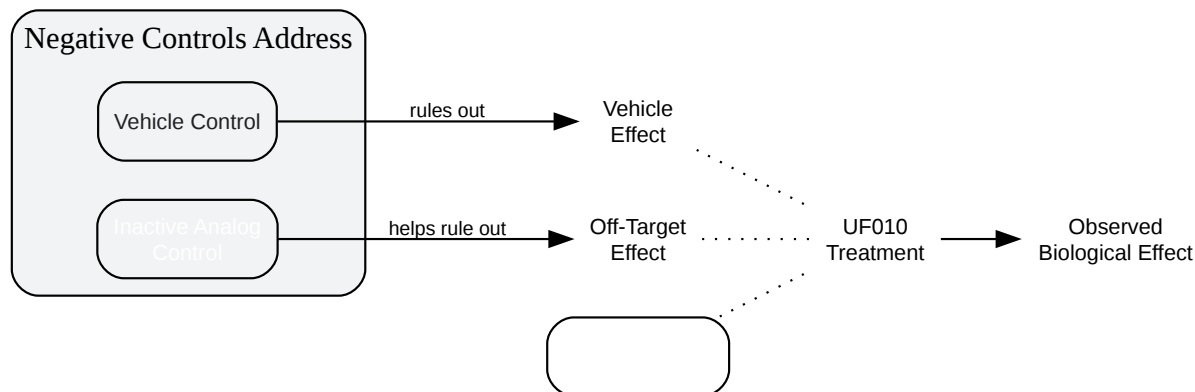 Negative Controls Address
Vehicle Control
rules out
Vehicle
Effect
Inactive Analog
Control
helps rule out
Off-Target
Effect
UF010
Treatment
Observed
Biological Effect